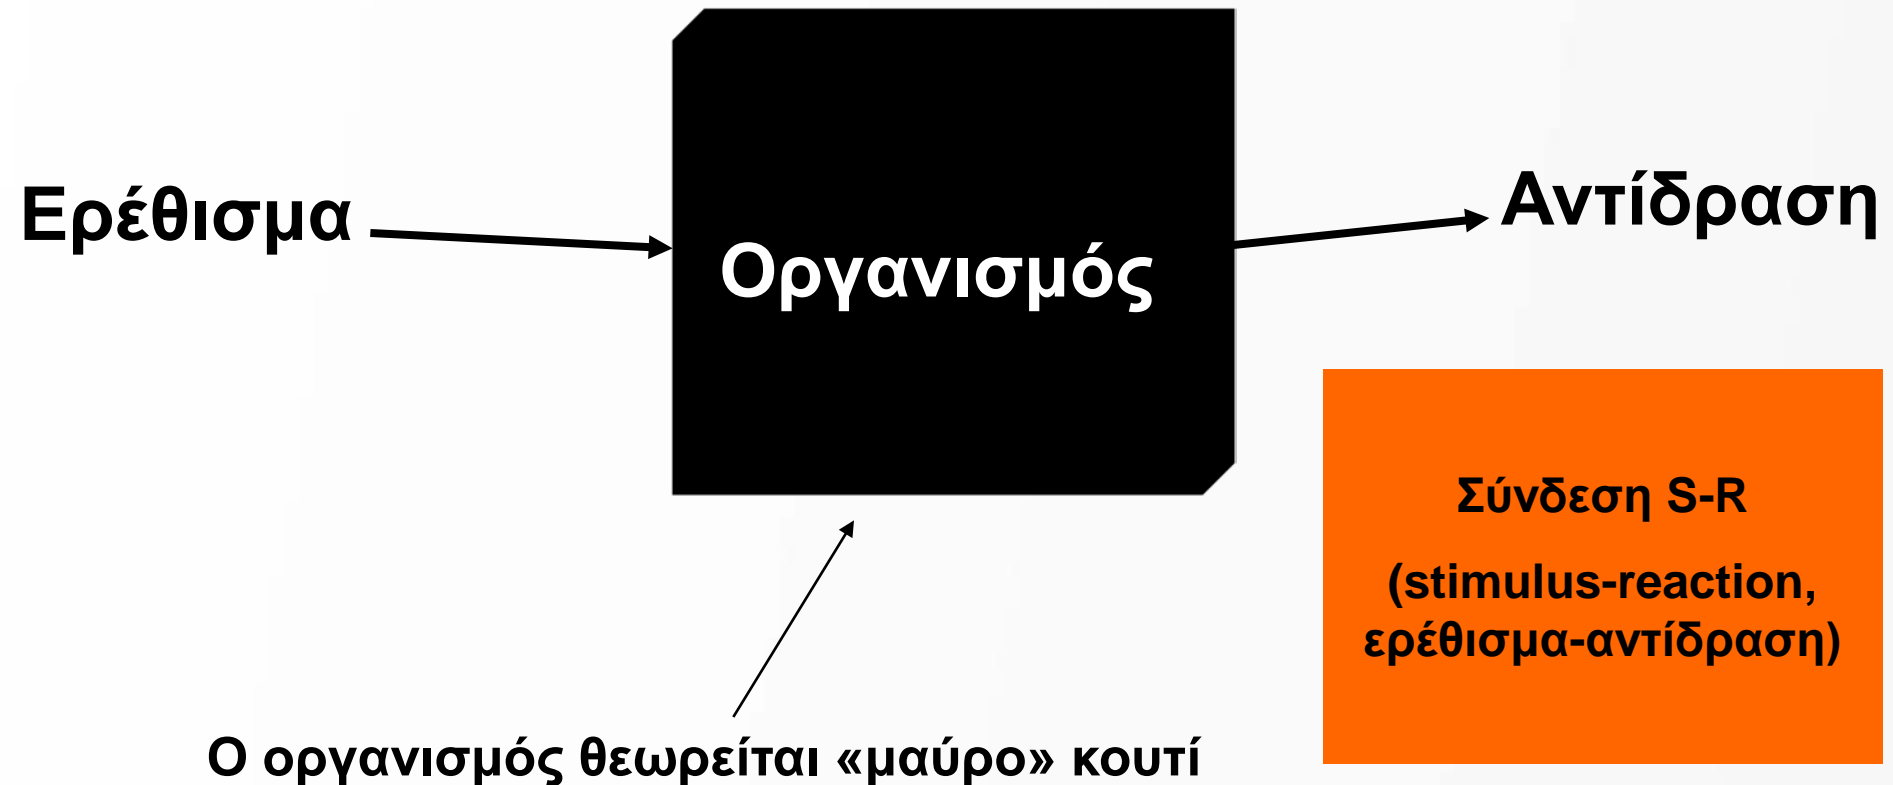 Ερέθισμα
Οργανισμός
Αντίδραση
Σύνδεση S-R
(stimulus-reaction,
ερέθισμα-αντίδραση)
Ο οργανισμός θεωρείται «μαύρο» κουτί